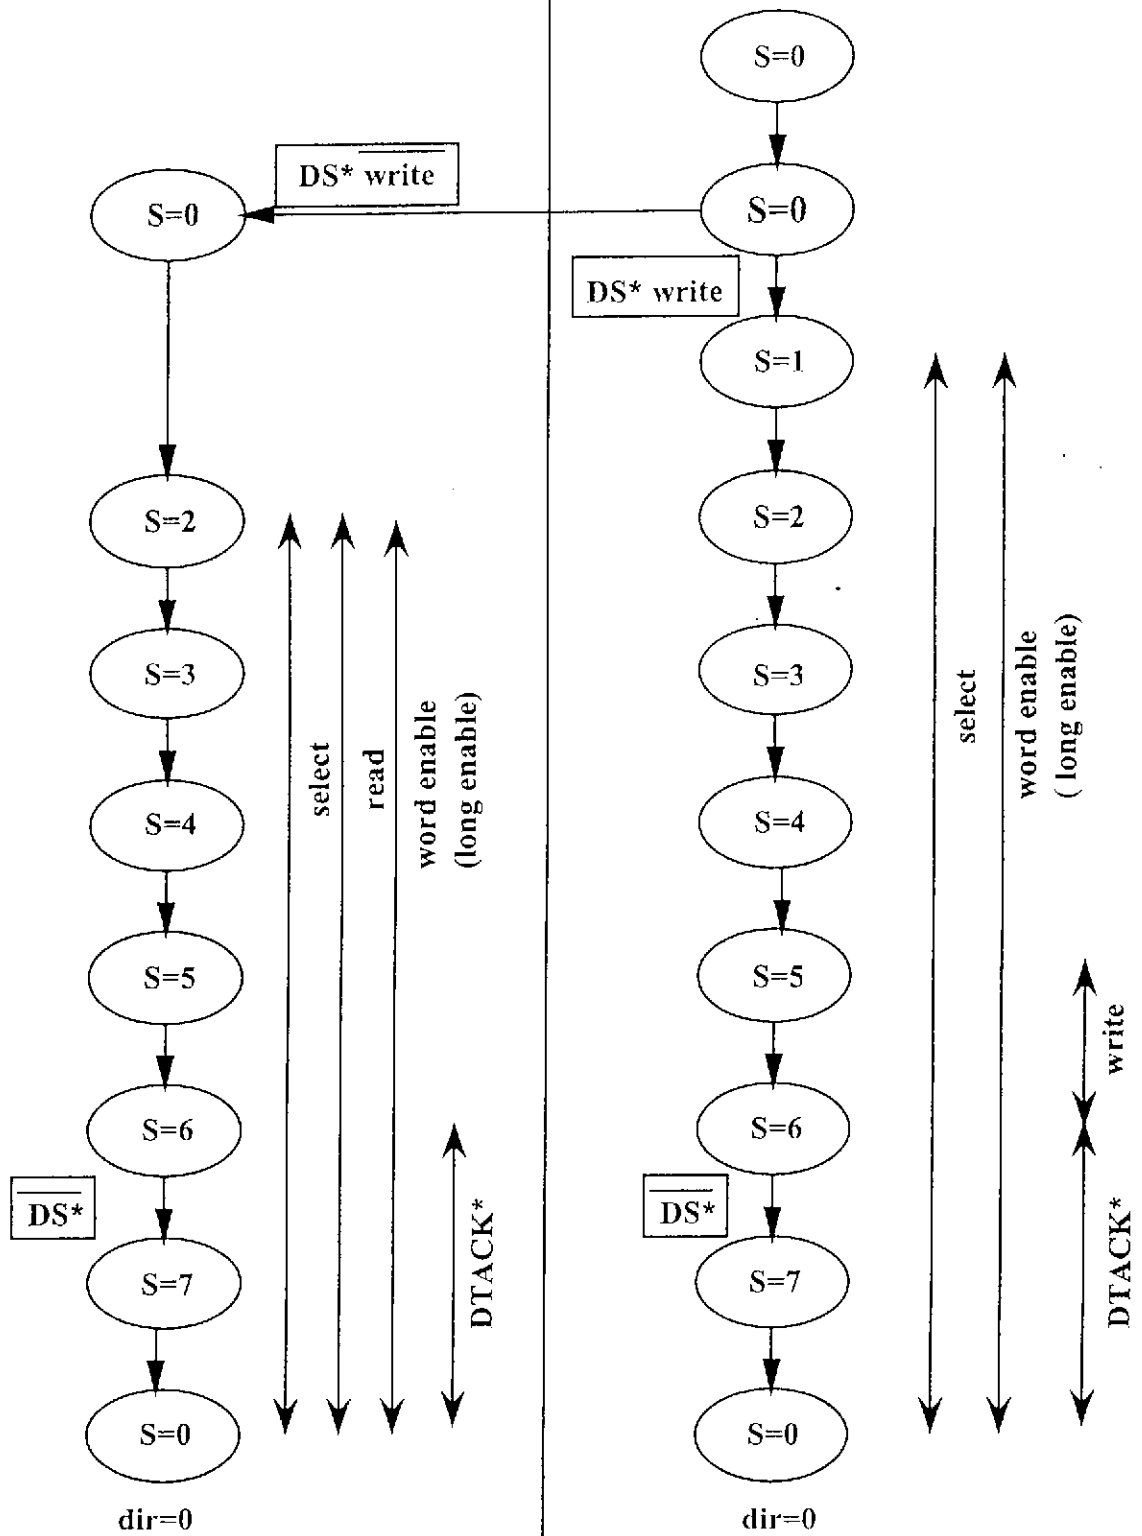 S=0
DS* write
S=0
S=0
DS* write
S=1
S=2
S=3
S=4
S=5
S=6
DS*
S=7
S=0
dir=0
select
read
word enable
(long enable)
DTACK*
S=2
S=3
S=4
S=5
S=6
DS*
S=7
S=0
dir=0
select
word enable
( long enable)
write
DTACK*